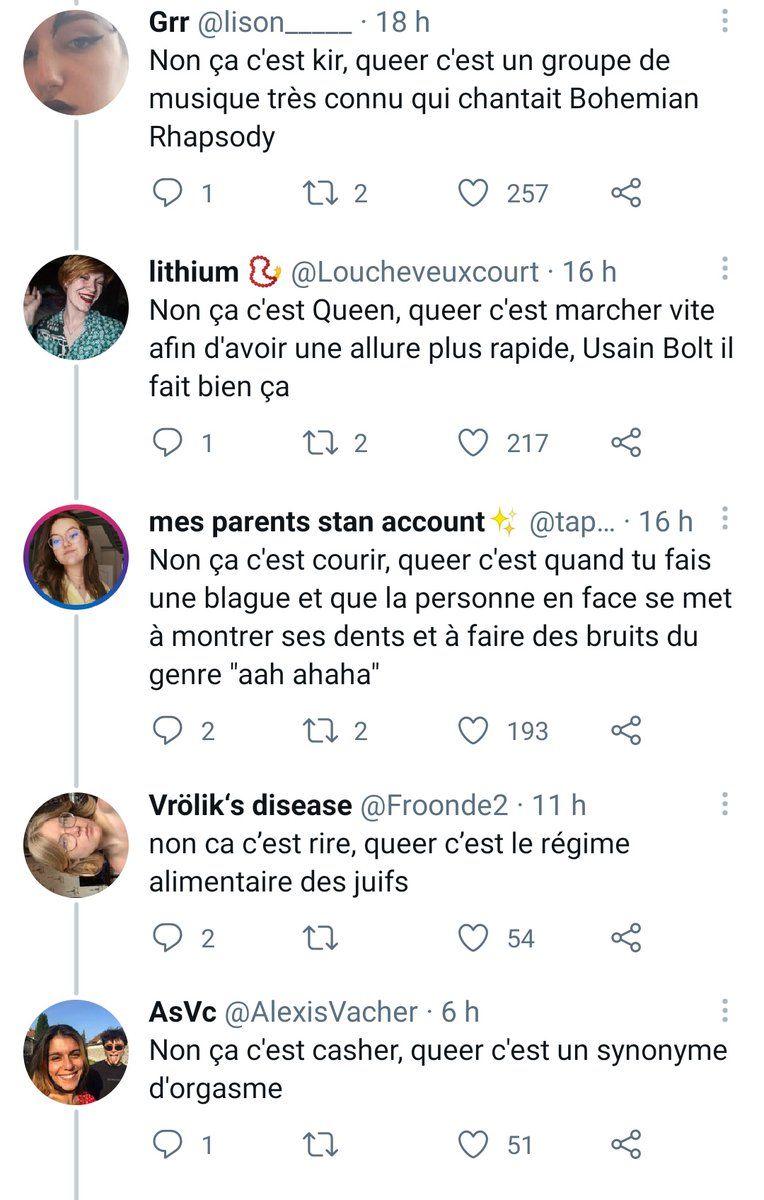 Grr @lison_____ · 18 h
Non ça c'est kir, queer c'est un groupe de
musique très connu qui chantait Bohemian
Rhapsody
1 2 257
lithium 📿 @Loucheveuxcourt · 16 h
Non ça c'est Queen, queer c'est marcher vite
afin d'avoir une allure plus rapide, Usain Bolt il
fait bien ça
1 2 217
mes parents stan account✨ @tap... · 16 h
Non ça c'est courir, queer c'est quand tu fais
une blague et que la personne en face se met
à montrer ses dents et à faire des bruits du
genre "aah ahaha"
2 2 193
Vrölik‘s disease @Froonde2 · 11 h
non ca c’est rire, queer c’est le régime
alimentaire des juifs
2 54
AsVc @AlexisVacher · 6 h
Non ça c'est casher, queer c'est un synonyme
d'orgasme
1 51